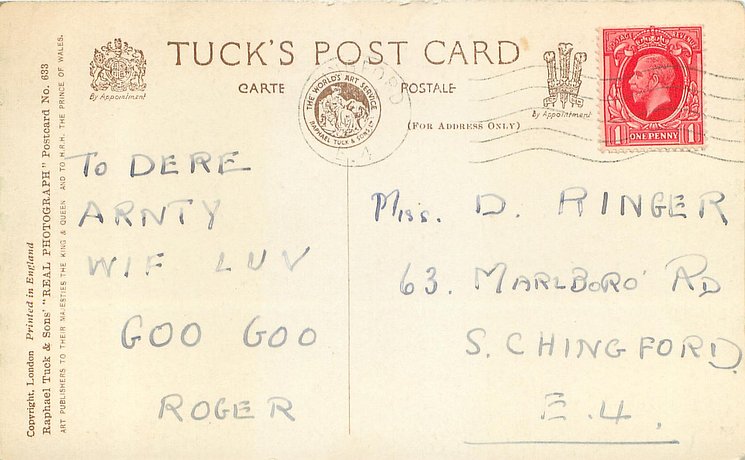 TUCK'S POST CARD
CARTE POSTALE
(FOR ADDRESS ONLY)
By Appointment
By Appointment
THE WORLD'S ART SERVICE
RAPHAEL TUCK & SONS LTD
POSTAGE REVENUE
1 ONE PENNY 1
Copyright, London Printed in England
Raphael Tuck & Sons' "REAL PHOTOGRAPH" Postcard No. 633
ART PUBLISHERS TO THEIR MAJESTIES THE KING & QUEEN AND TO H.R.H. THE PRINCE OF WALES.
TO DERE
ARNTY
WIF LUV
GOO GOO
ROGER
Miss. D. RINGER
63. MARLBORO' RD
S. CHINGFORD
E.4.